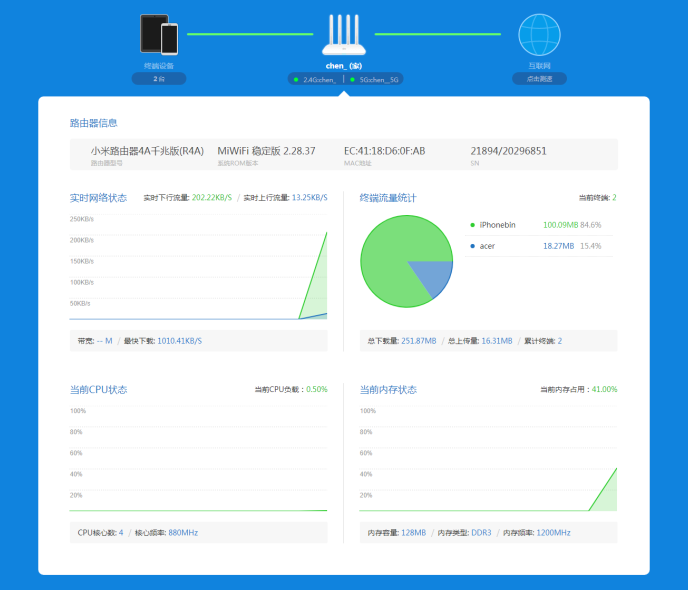 终端设备
2 台
chen_ (家)
2.4G:chen_ | 5G:chen__5G
互联网
点击测速
路由器信息
小米路由器4A千兆版(R4A) MiWiFi 稳定版 2.28.37 EC:41:18:D6:0F:AB 21894/20296851
路由器型号 系统ROM版本 MAC地址 SN
实时网络状态 实时下行流量: 202.22KB/S / 实时上行流量: 13.25KB/S
250KB/s
200KB/s
150KB/s
100KB/s
50KB/s
带宽: -- M / 最快下载: 1010.41KB/S
终端流量统计 当前终端: 2
iPhonebin 100.09MB 84.6%
acer 18.27MB 15.4%
总下数量: 251.87MB / 总上传量: 16.31MB / 累计终端: 2
当前CPU状态 当前CPU负载：0.50%
100%
80%
60%
40%
20%
CPU核心数: 4 / 核心频率: 880MHz
当前内存状态 当前内存占用：41.00%
100%
80%
60%
40%
20%
内存容量: 128MB / 内存类型: DDR3 / 内存频率: 1200MHz